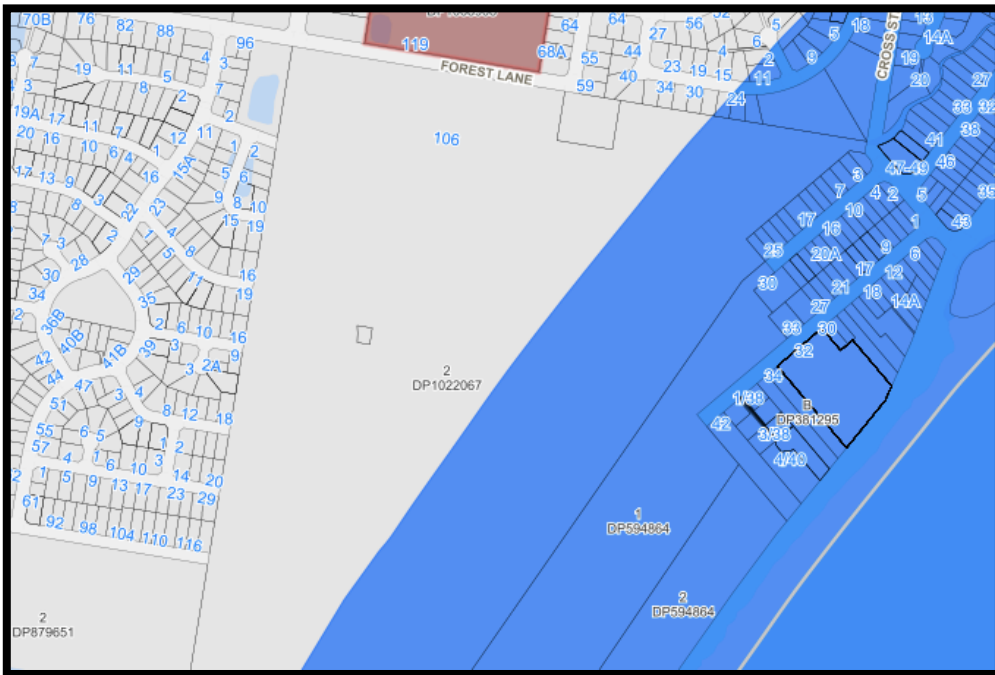 70B 76 82 88 96 64 64 56 52 5 18 13
119 68A 44 27 4 6 5 14A
FOREST LANE
CROSS ST
7 19 11 8 5 2 4 3 7 55 59 40 23 19 15 2 11 9 19 20 27
3 34 30 24
19A 17 11 7 12 11 2 106 33 32
20 16 10 6 4 1 15A 1 2 41 38
17 13 9 16 5 6 47-49 46
8 3 22 23 9 8 10 3 7 4 2 5 35
15 19 17 10 16 1 43
7 3 2 1 4 8 25 20A 9 6
30 28 5 11 16 30 17 12
34 29 35 19 21 18 14A
2 36B 2 6 10 16 27
40B 39 3 9 33 30
42 41B 3 2A 32
44 47 3 4 2 34
DP1022067
51 8 12 18 1/38 B
DP381295
55 6 5 9 1 2 42 3/38
57 4 1 6 10 3 14 20 4/40
1 5 9 13 17 23 29
61 1
92 98 104 110 116 DP594864
2
DP594864
2
DP879651